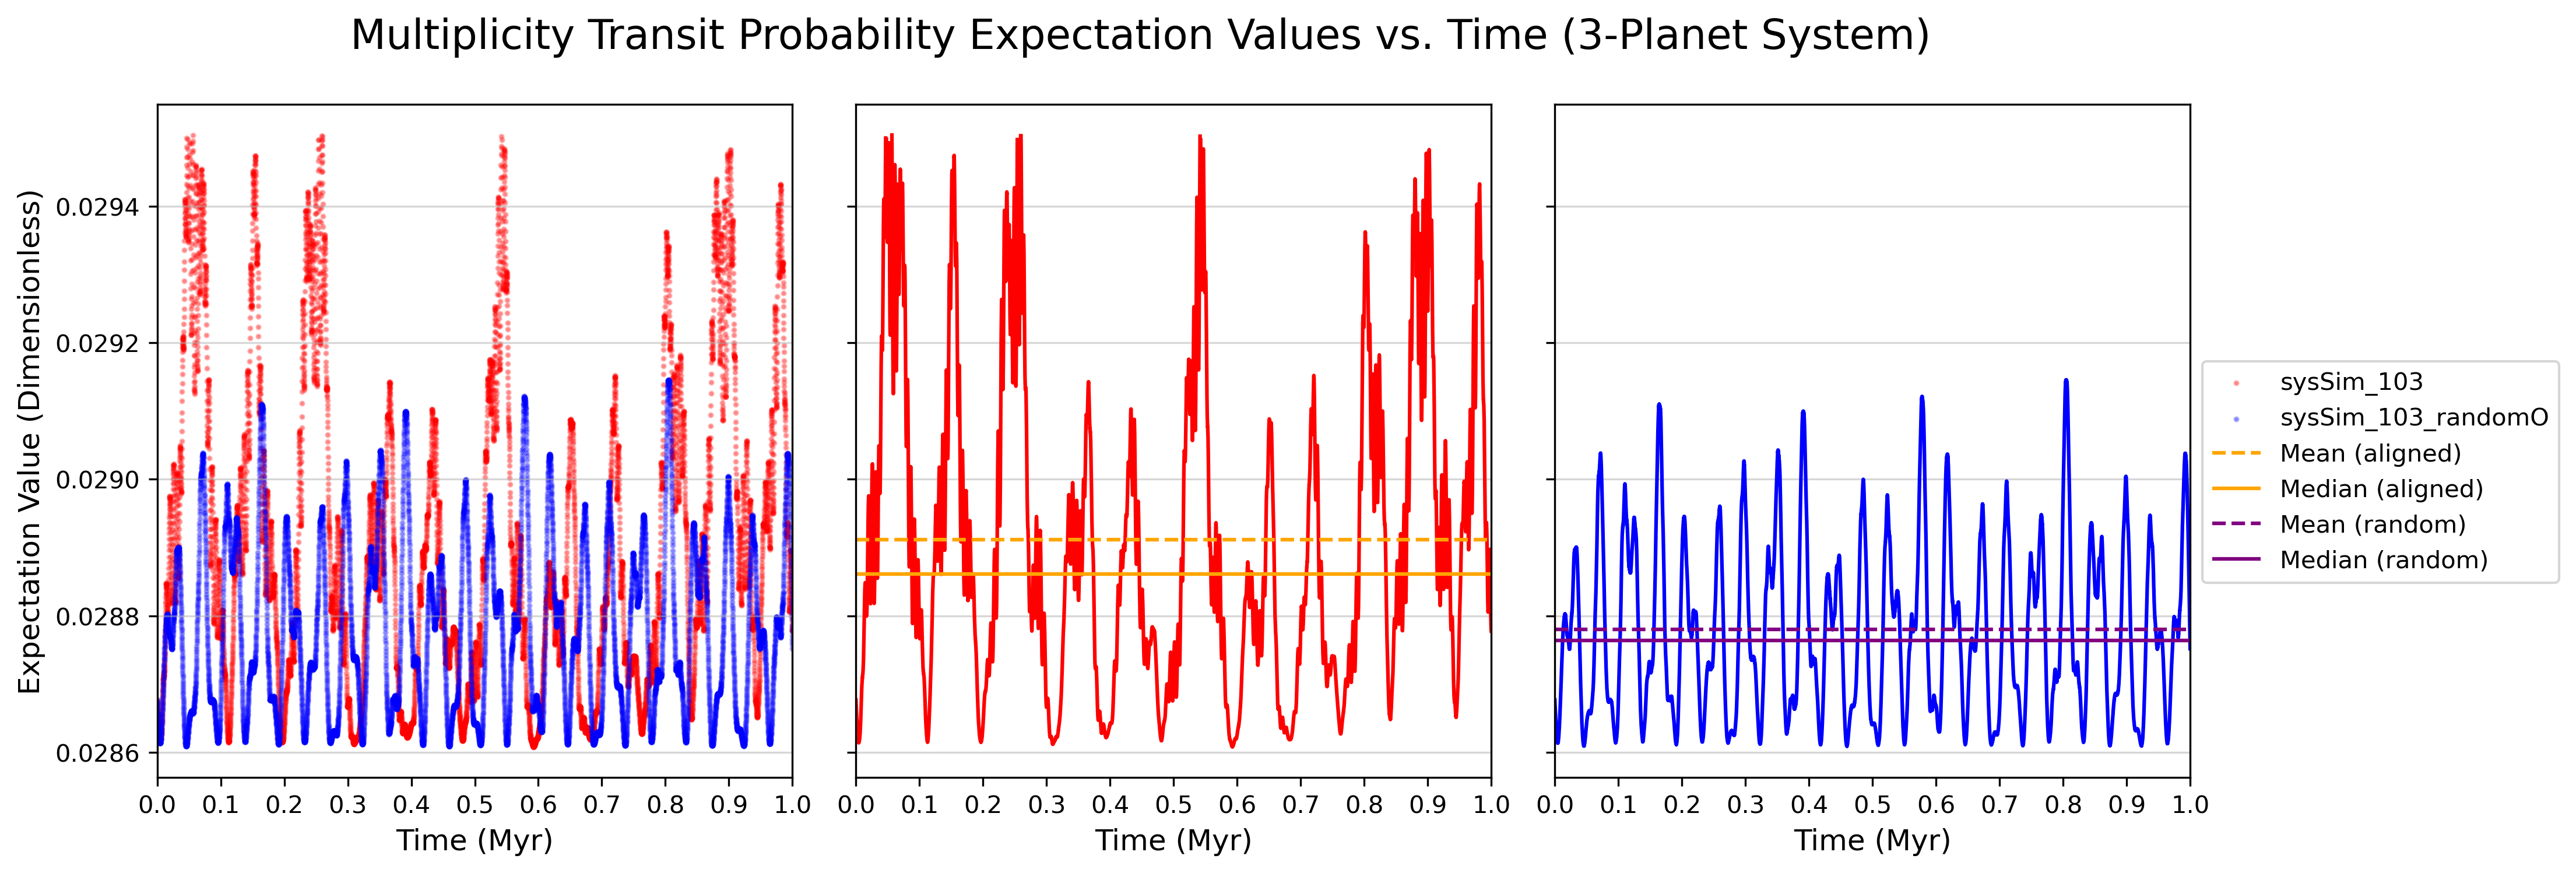 Multiplicity Transit Probability Expectation Values vs. Time (3-Planet System)
Expectation Value (Dimensionless)
0.0294
0.0292
0.0290
0.0288
0.0286
0.0 0.1 0.2 0.3 0.4 0.5 0.6 0.7 0.8 0.9 1.0
Time (Myr)
0.0 0.1 0.2 0.3 0.4 0.5 0.6 0.7 0.8 0.9 1.0
Time (Myr)
0.0 0.1 0.2 0.3 0.4 0.5 0.6 0.7 0.8 0.9 1.0
Time (Myr)
sysSim_103
sysSim_103_randomO
Mean (aligned)
Median (aligned)
Mean (random)
Median (random)